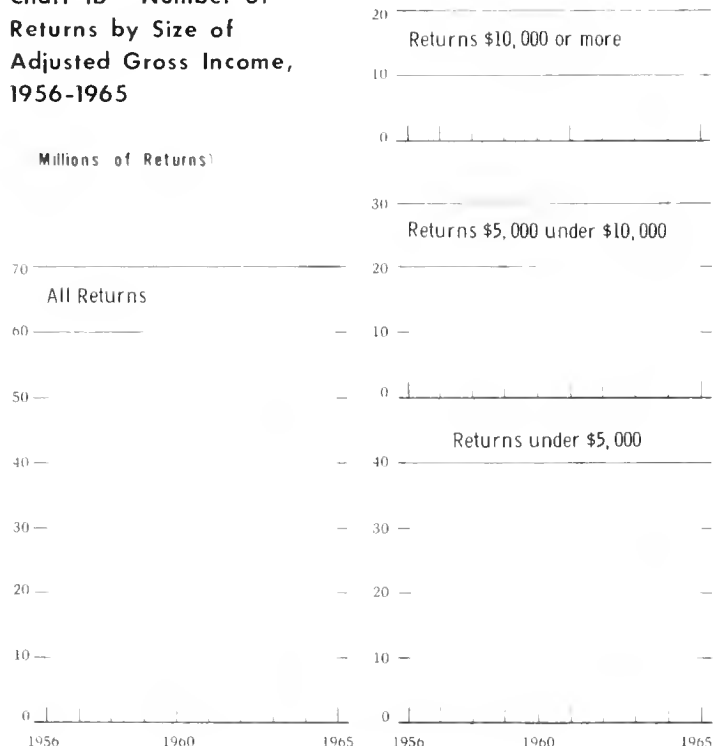 Returns by Size of
Adjusted Gross Income,
1956-1965
Millions of Returns
70
All Returns
60
50
40
30
20
10
0
1956 1960 1965
20
Returns $10,000 or more
10
0
30
Returns $5,000 under $10,000
20
10
0
Returns under $5,000
40
30
20
10
0
1956 1960 1965